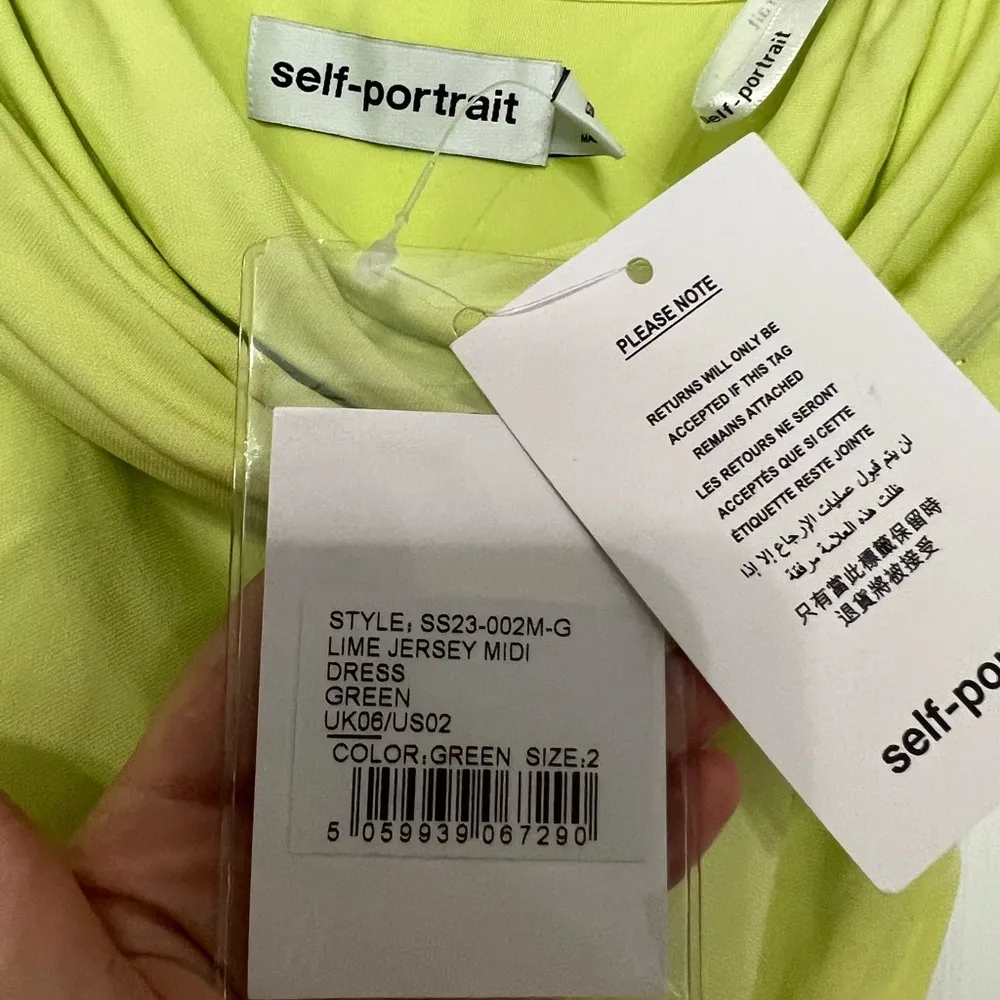 self-portrait
MA
self-portrait
PLEASE NOTE
RETURNS WILL ONLY BE
ACCEPTED IF THIS TAG
REMAINS ATTACHED
LES RETOURS NE SERONT
ACCEPTÉS QUE SI CETTE
ÉTIQUETTE RESTE JOINTE
لن يتم قبول عمليات الإرجاع إلا إذا
ظلت هذه العلامة مرفقة
只有當此標籤保留時
退貨將被接受
self-po
STYLE: SS23-002M-G
LIME JERSEY MIDI
DRESS
GREEN
UK06/US02
COLOR:GREEN SIZE:2
5 059939 067290